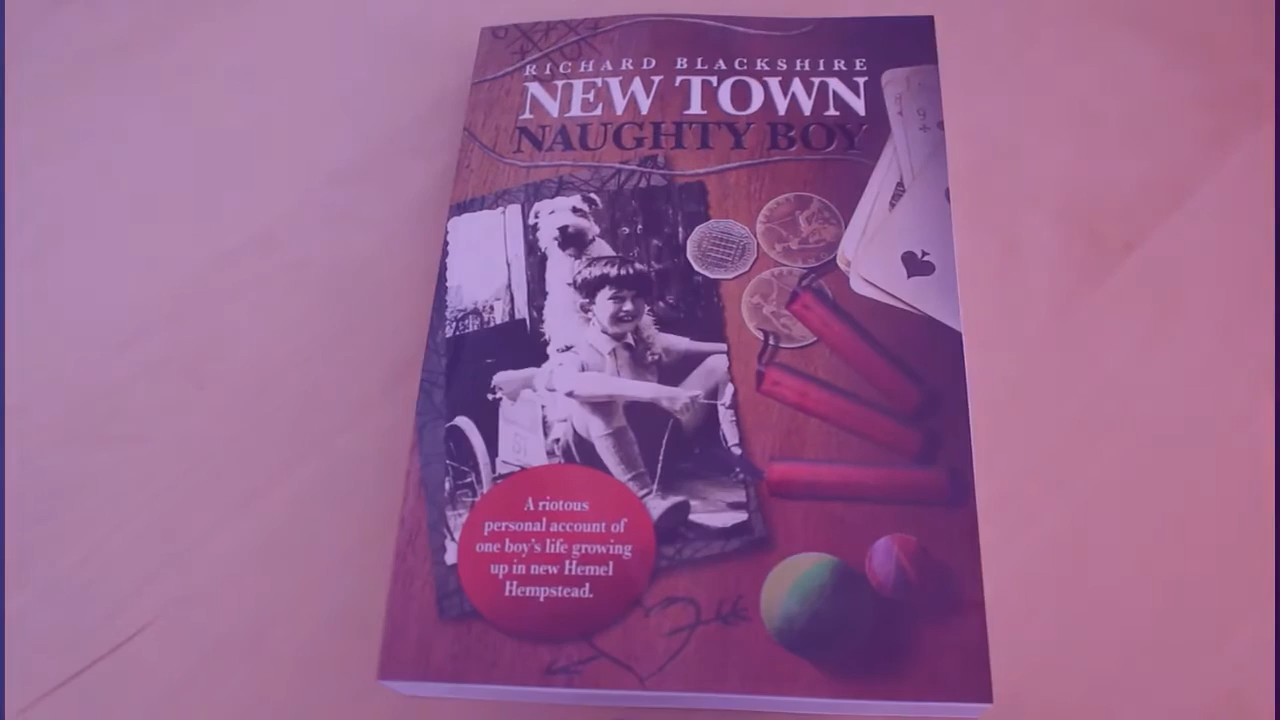 RICHARD BLACKSHIRE
NEW TOWN
NAUGHTY BOY
A riotous
personal account of
one boy's life growing
up in new Hemel
Hempstead.